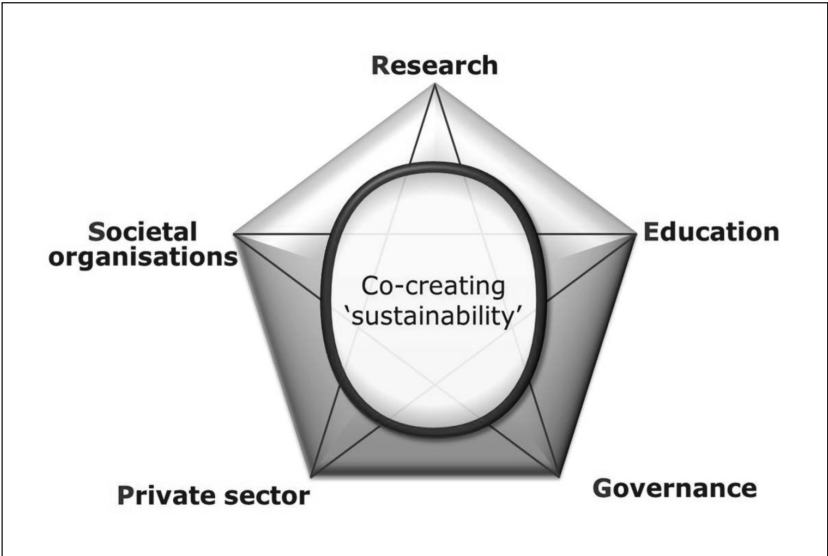 Research
Societal
organisations
Education
Co-creating
‘sustainability’
Private sector
Governance